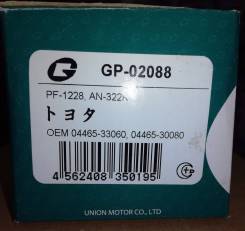 G GP-02088
PF-1228, AN-322K
トヨタ
OEM 04465-33060, 04465-30080
4 562408 350195
UNION MOTOR CO., LTD